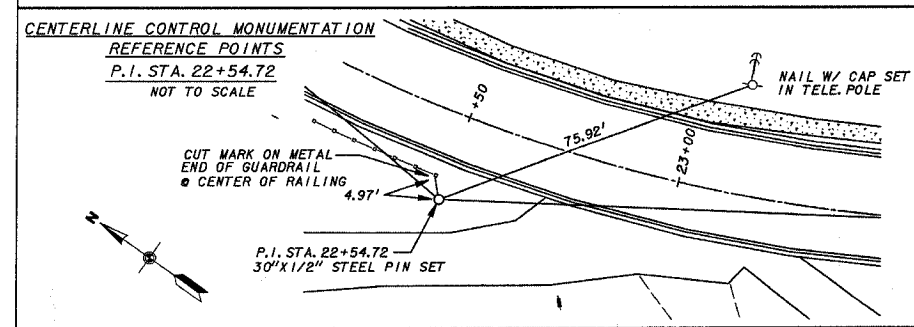 CENTERLINE CONTROL MONUMENTATION
REFERENCE POINTS
P.I. STA. 22+54.72
NOT TO SCALE
NAIL W/ CAP SET
IN TELE. POLE
+50
75.92'
23+00
CUT MARK ON METAL
END OF GUARDRAIL
@ CENTER OF RAILING
4.97'
N
P.I. STA. 22+54.72
30"X1/2" STEEL PIN SET